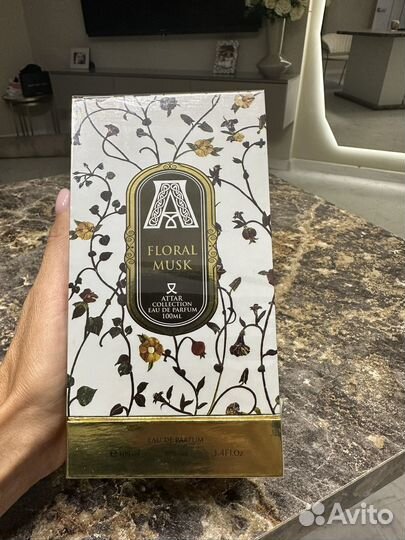 A
FLORAL
MUSK
ATTAR
COLLECTION
EAU DE PARFUM
100ML
EAU DE PARFUM
3.4FL.Oz
Avito